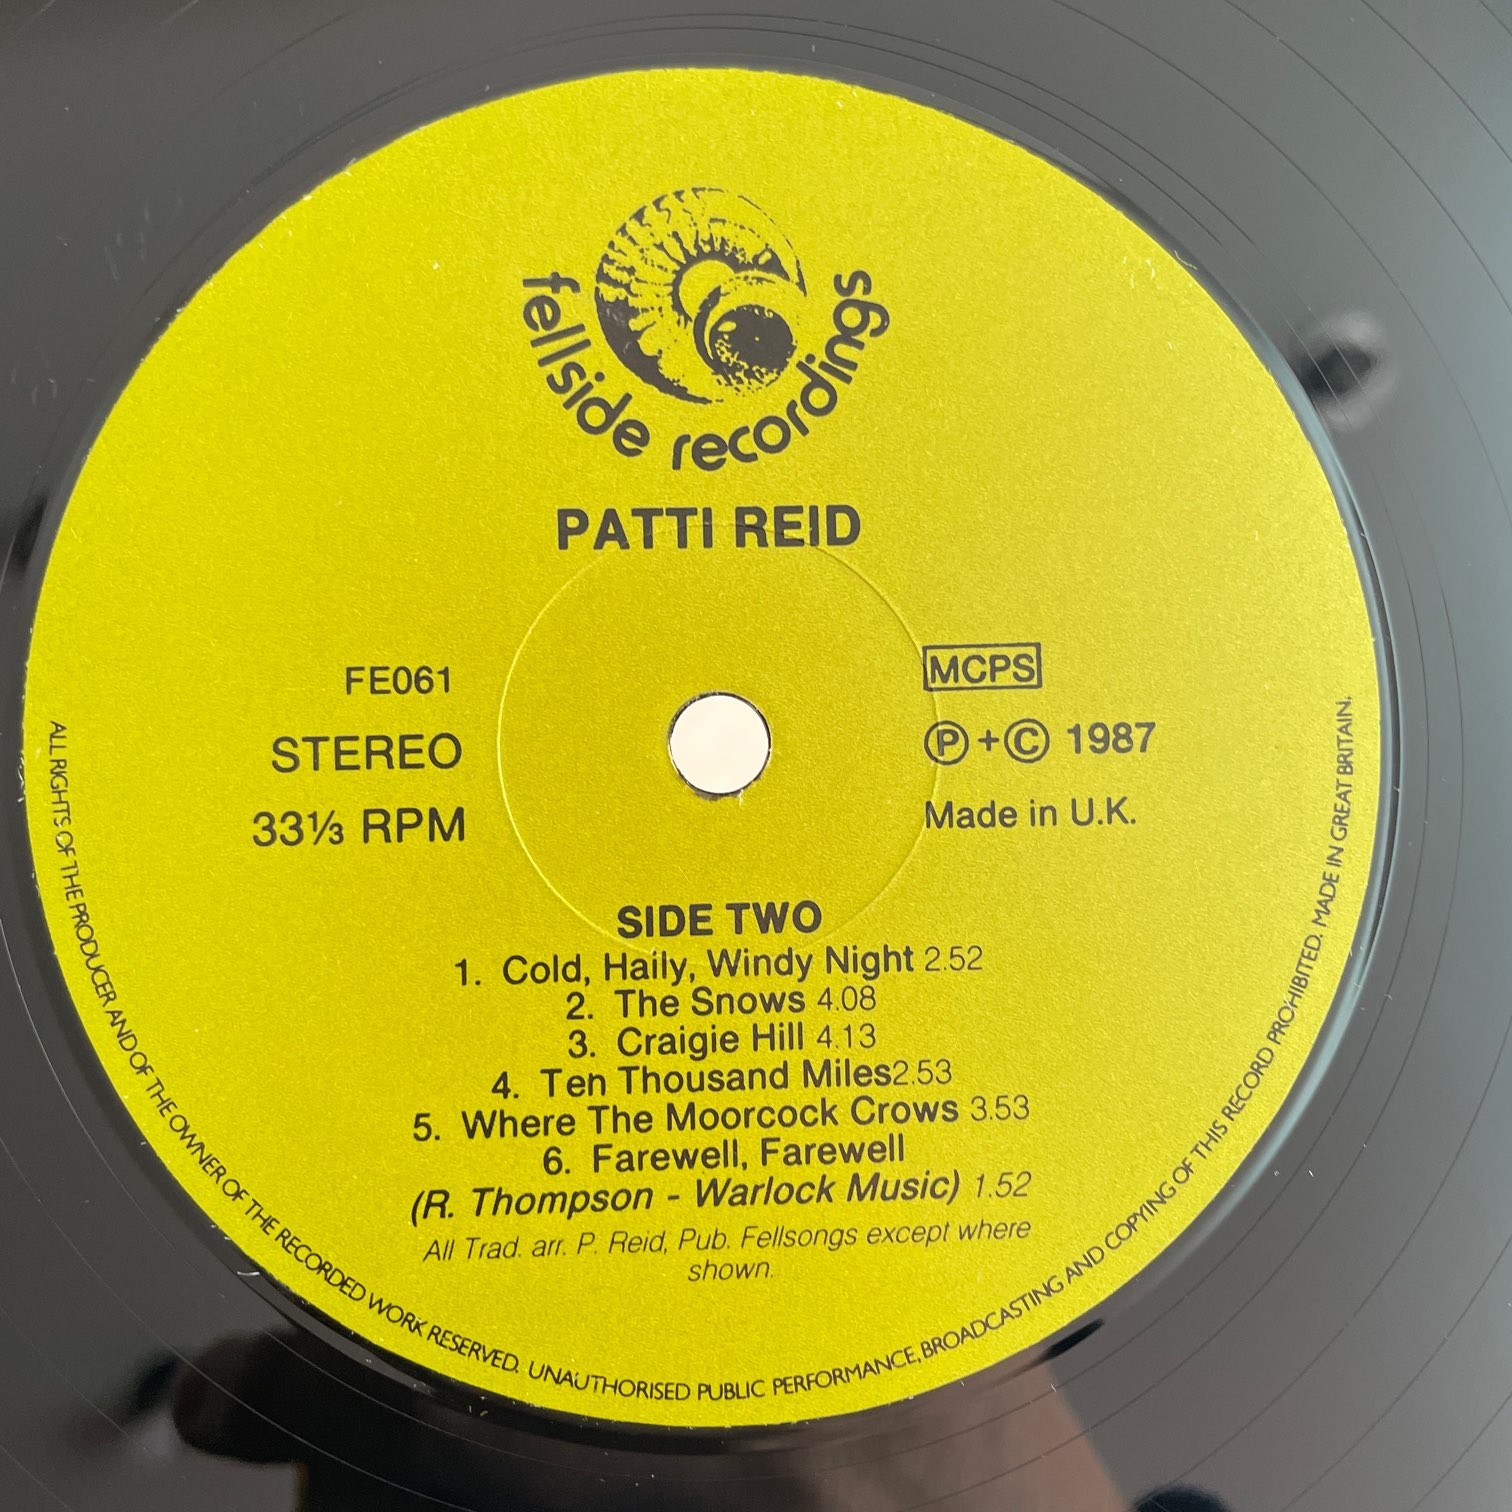 fellside recordings
PATTI REID
FE061
STEREO
33⅓ RPM
MCPS
Ⓟ+© 1987
Made in U.K.
SIDE TWO
1. Cold, Haily, Windy Night 2.52
2. The Snows 4.08
3. Craigie Hill 4.13
4. Ten Thousand Miles2.53
5. Where The Moorcock Crows 3.53
6. Farewell, Farewell
(R. Thompson - Warlock Music) 1.52
All Trad. arr. P. Reid, Pub. Fellsongs except where
shown.
ALL RIGHTS OF THE PRODUCER AND OF THE OWNER OF THE RECORDED WORK RESERVED. UNAUTHORISED PUBLIC PERFORMANCE, BROADCASTING AND COPYING OF THIS RECORD PROHIBITED. MADE IN GREAT BRITAIN.